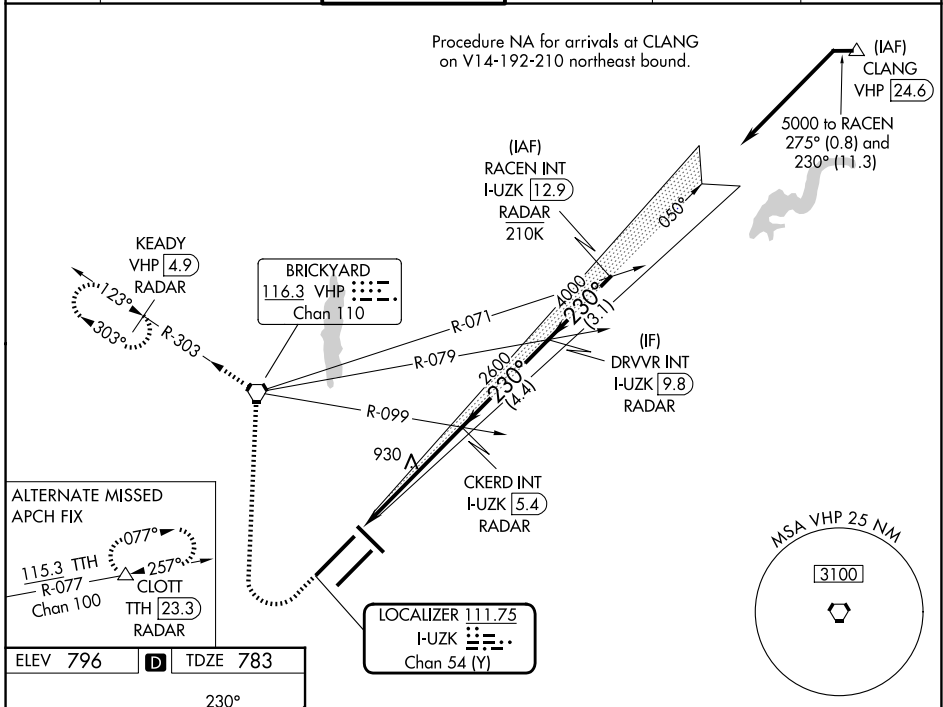 Procedure NA for arrivals at CLANG
on V14-192-210 northeast bound.
(IAF)
CLANG
VHP 24.6
5000 to RACEN
275° (0.8) and
230° (11.3)
(IAF)
RACEN INT
I-UZK 12.9
RADAR
210K
050°
KEADY
VHP 4.9
RADAR
123°
303°
R-303
BRICKYARD
116.3 VHP
Chan 110
R-071
R-079
R-099
4000
230°
(3.1)
2600
230°
(4.4)
(IF)
DRVVR INT
I-UZK 9.8
RADAR
930
CKERD INT
I-UZK 5.4
RADAR
ALTERNATE MISSED
APCH FIX
077°
257°
115.3 TTH
R-077
Chan 100
CLOTT
TTH 23.3
RADAR
MSA VHP 25 NM
3100
LOCALIZER 111.75
I-UZK
Chan 54 (Y)
ELEV 796 D TDZE 783
230°